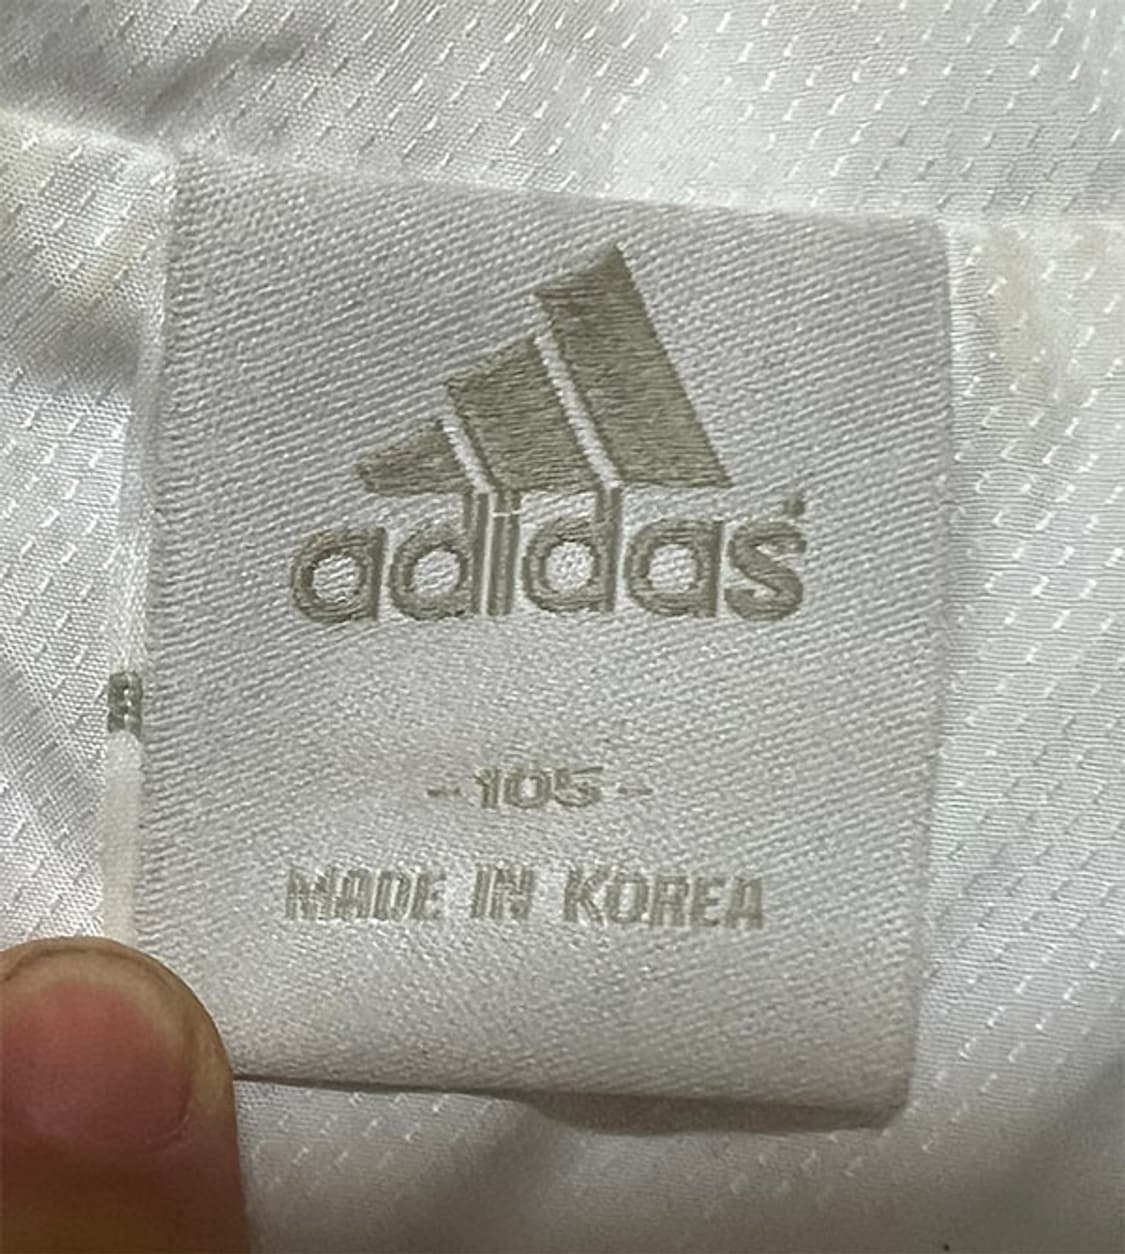 adidas
-105-
MADE IN KOREA